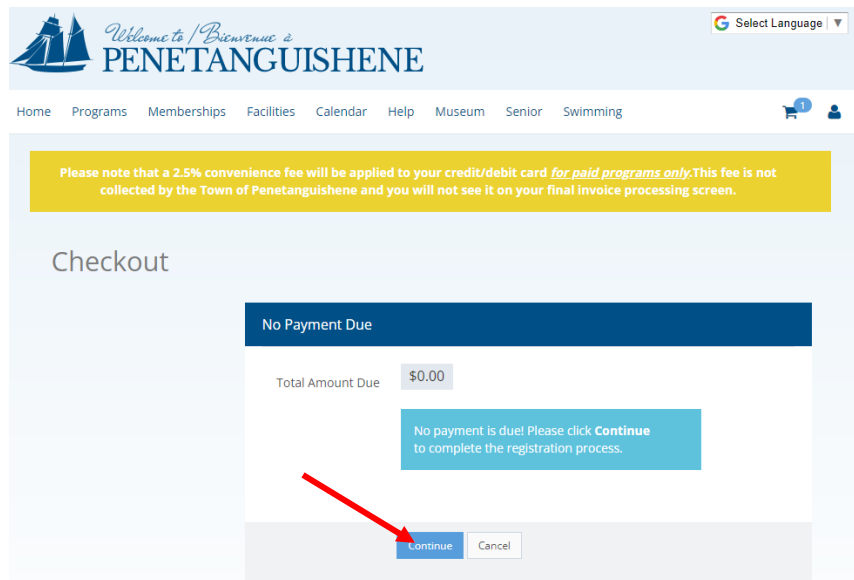 Welcome to / Bienvenue à
PENETANGUISHENE
Select Language ▼
Home Programs Memberships Facilities Calendar Help Museum Senior Swimming 1
Please note that a 2.5% convenience fee will be applied to your credit/debit card for paid programs only.This fee is not
collected by the Town of Penetanguishene and you will not see it on your final invoice processing screen.
Checkout
No Payment Due
Total Amount Due $0.00
No payment is due! Please click Continue
to complete the registration process.
Continue Cancel